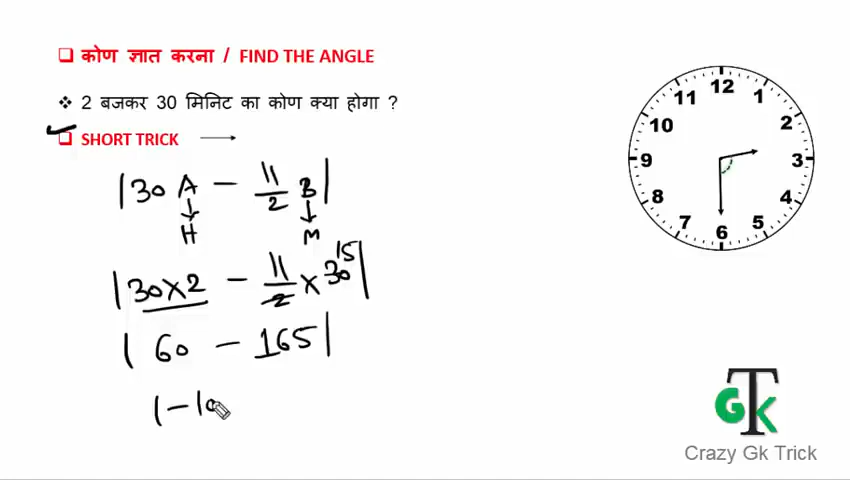 ❑ कोण ज्ञात करना / FIND THE ANGLE
❖ 2 बजकर 30 मिनिट का कोण क्या होगा ?
❑ SHORT TRICK →
|30 A − 11/2 B|
↓ ↓
H M
|30×2 − 11/2 × 30 15|
| 60 − 165|
|−10
12
11 1
10 2
9 3
8 4
7 5
6
T
G K
Crazy Gk Trick